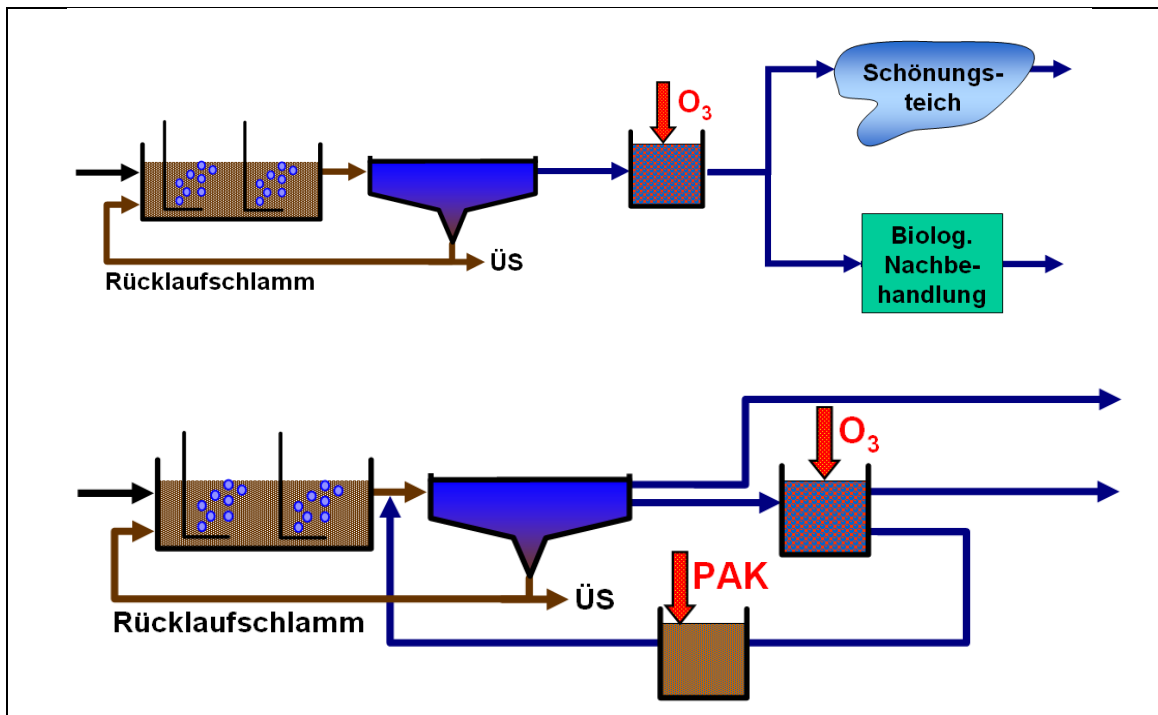 Schönungs-
teich
O3
Biolog.
Nachbe-
handlung
ÜS
Rücklaufschlamm
O3
PAK
ÜS
Rücklaufschlamm